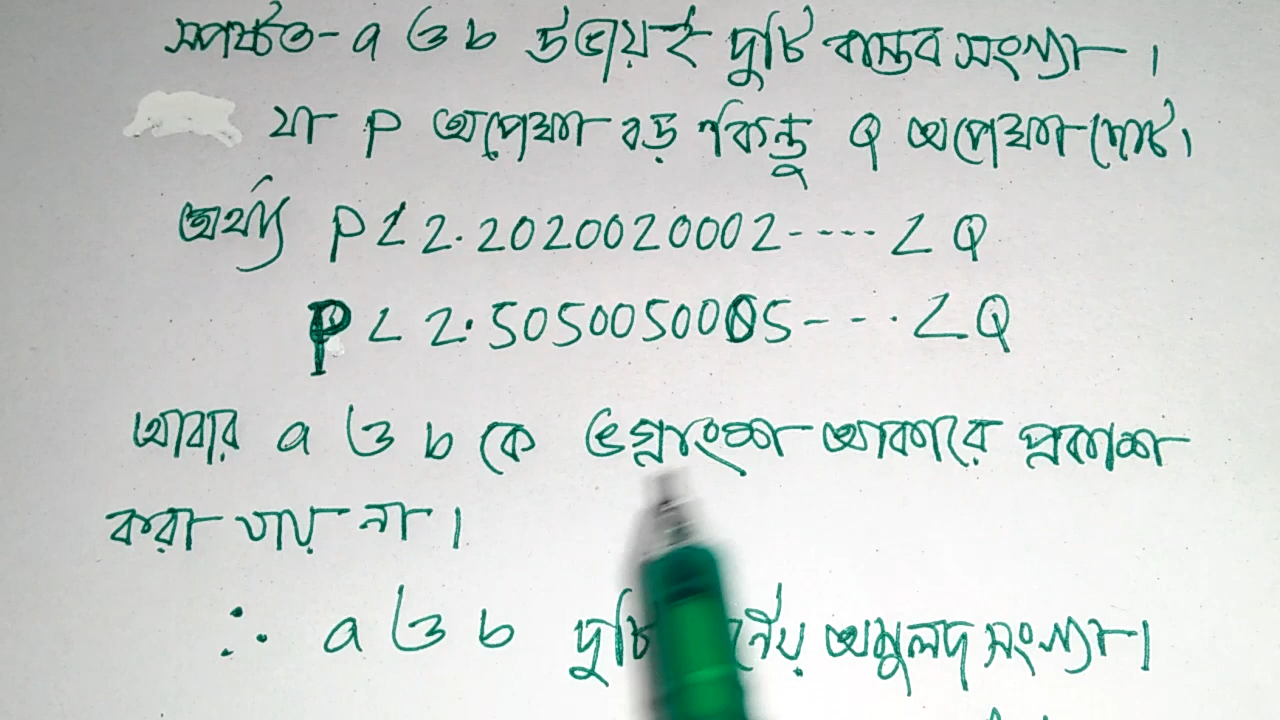 স্পষ্টত- a ও b উভয়ই দুটি বাস্তব সংখ্যা।
যা P অপেক্ষা বড় কিন্তু Q অপেক্ষা ছোট।
অর্থাৎ P < 2.2020020002---- < Q
P < 2.5050050005---· < Q
আবার a ও b কে ভগ্নাংশ আকারে প্রকাশ
করা যায় না।
∴ a ও b দুটি অমূলদ সংখ্যা।